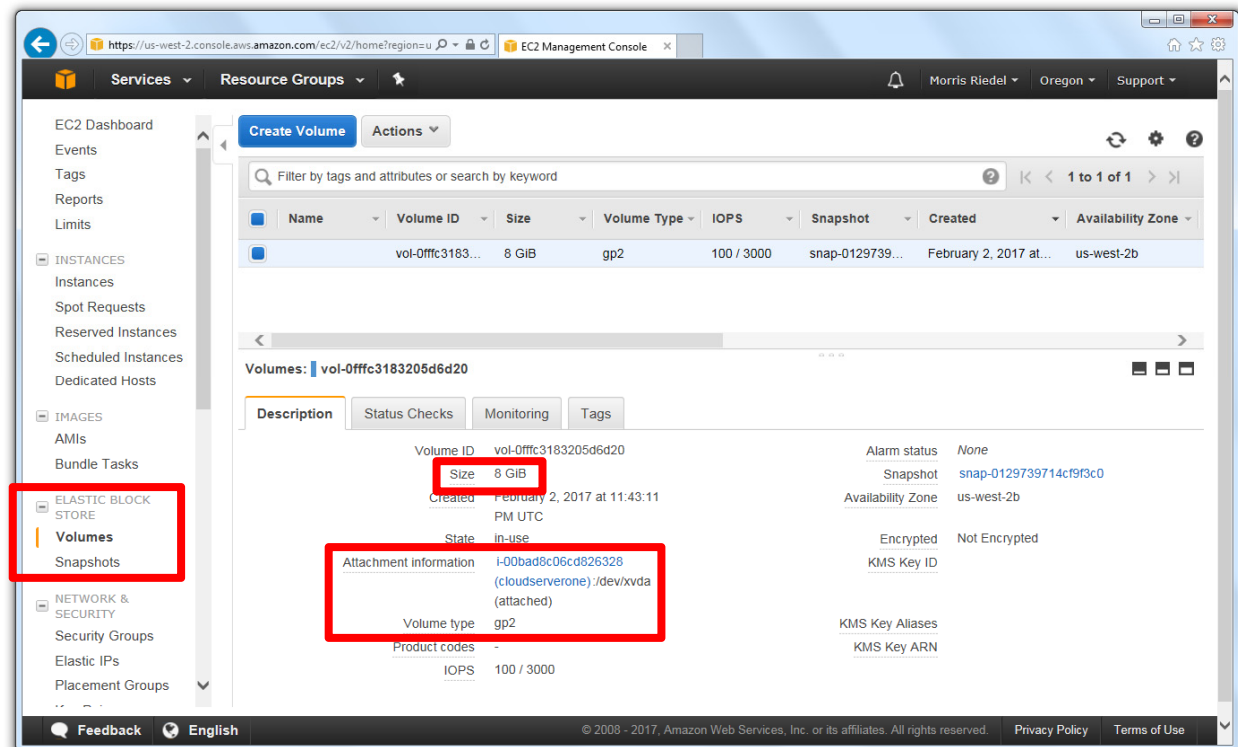 https://us-west-2.console.aws.amazon.com/ec2/v2/home?region=u
EC2 Management Console
Services Resource Groups Morris Riedel Oregon Support
EC2 Dashboard
Events
Tags
Reports
Limits
INSTANCES
Instances
Spot Requests
Reserved Instances
Scheduled Instances
Dedicated Hosts
IMAGES
AMIs
Bundle Tasks
ELASTIC BLOCK
STORE
Volumes
Snapshots
NETWORK &
SECURITY
Security Groups
Elastic IPs
Placement Groups
Create Volume Actions
Filter by tags and attributes or search by keyword 1 to 1 of 1
Name Volume ID Size Volume Type IOPS Snapshot Created Availability Zone
vol-0fffc3183... 8 GiB gp2 100 / 3000 snap-0129739... February 2, 2017 at... us-west-2b
Volumes: vol-0fffc3183205d6d20
Description Status Checks Monitoring Tags
Volume ID vol-0fffc3183205d6d20
Size 8 GiB
Created February 2, 2017 at 11:43:11
PM UTC
State in-use
Attachment information i-00bad8c06cd826328
(cloudserverone):/dev/xvda
(attached)
Volume type gp2
Product codes -
IOPS 100 / 3000
Alarm status None
Snapshot snap-0129739714cf9f3c0
Availability Zone us-west-2b
Encrypted Not Encrypted
KMS Key ID
KMS Key Aliases
KMS Key ARN
Feedback English © 2008 - 2017, Amazon Web Services, Inc. or its affiliates. All rights reserved. Privacy Policy Terms of Use